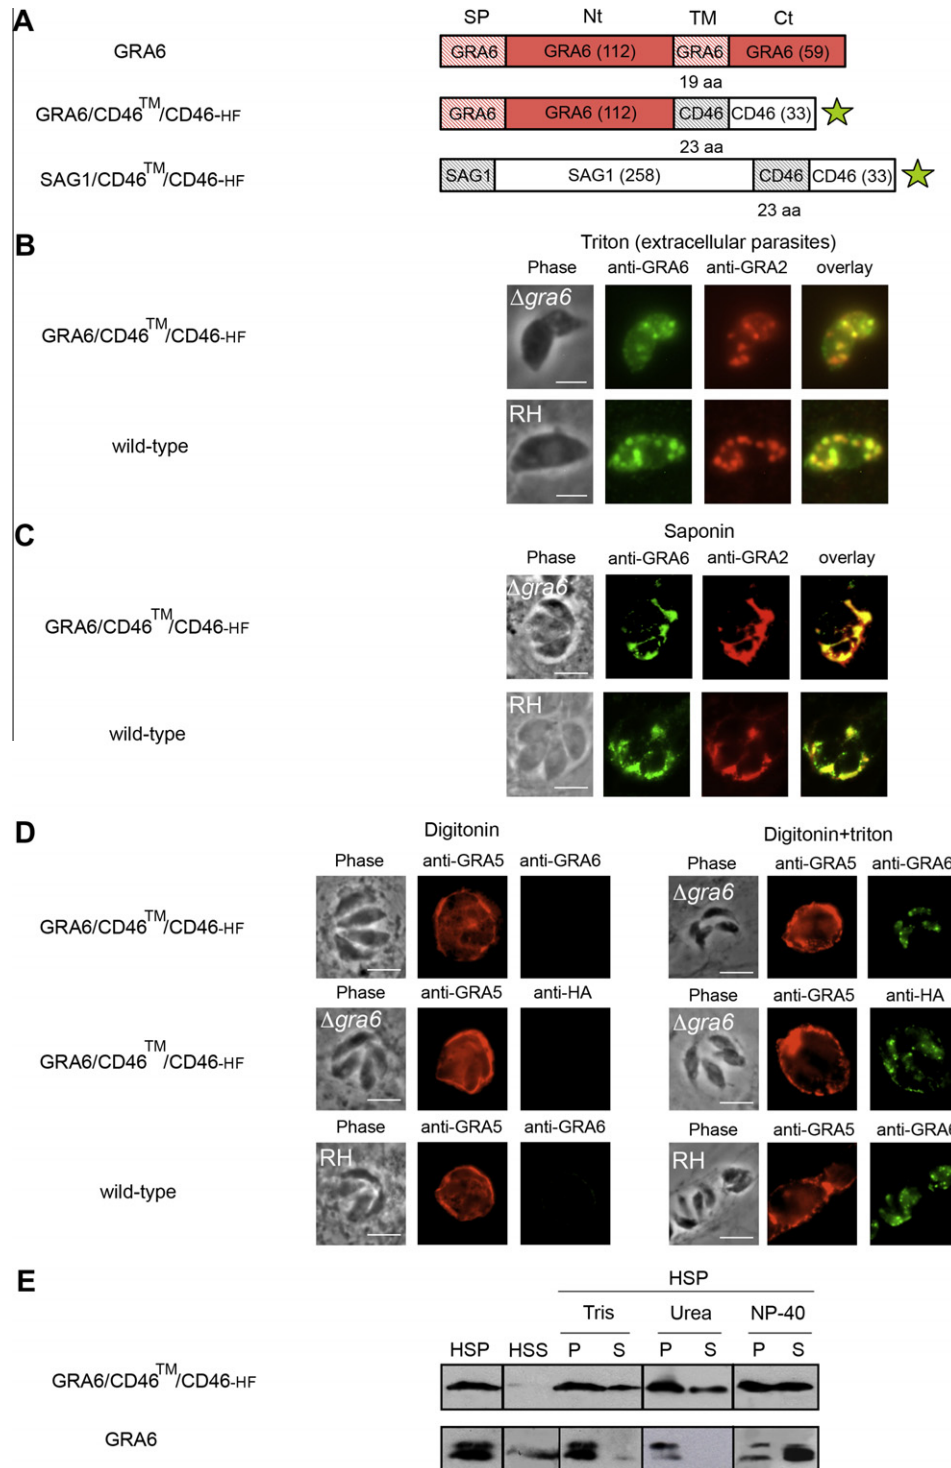 A
SP Nt TM Ct
GRA6
GRA6 GRA6 (112) GRA6 GRA6 (59)
19 aa
GRA6/CD46TM/CD46-HF
GRA6 GRA6 (112) CD46 CD46 (33)
23 aa
SAG1/CD46TM/CD46-HF
SAG1 SAG1 (258) CD46 CD46 (33)
23 aa
B
Triton (extracellular parasites)
Phase anti-GRA6 anti-GRA2 overlay
Δgra6
GRA6/CD46TM/CD46-HF
RH
wild-type
C
Saponin
Phase anti-GRA6 anti-GRA2 overlay
Δgra6
GRA6/CD46TM/CD46-HF
RH
wild-type
D
Digitonin Digitonin+triton
Phase anti-GRA5 anti-GRA6 Phase anti-GRA5 anti-GRA6
Δgra6
GRA6/CD46TM/CD46-HF
Phase anti-GRA5 anti-HA Phase anti-GRA5 anti-HA
Δgra6 Δgra6
GRA6/CD46TM/CD46-HF
Phase anti-GRA5 anti-GRA6 Phase anti-GRA5 anti-GRA6
RH RH
wild-type
E
HSP
Tris Urea NP-40
HSP HSS P S P S P S
GRA6/CD46TM/CD46-HF
GRA6